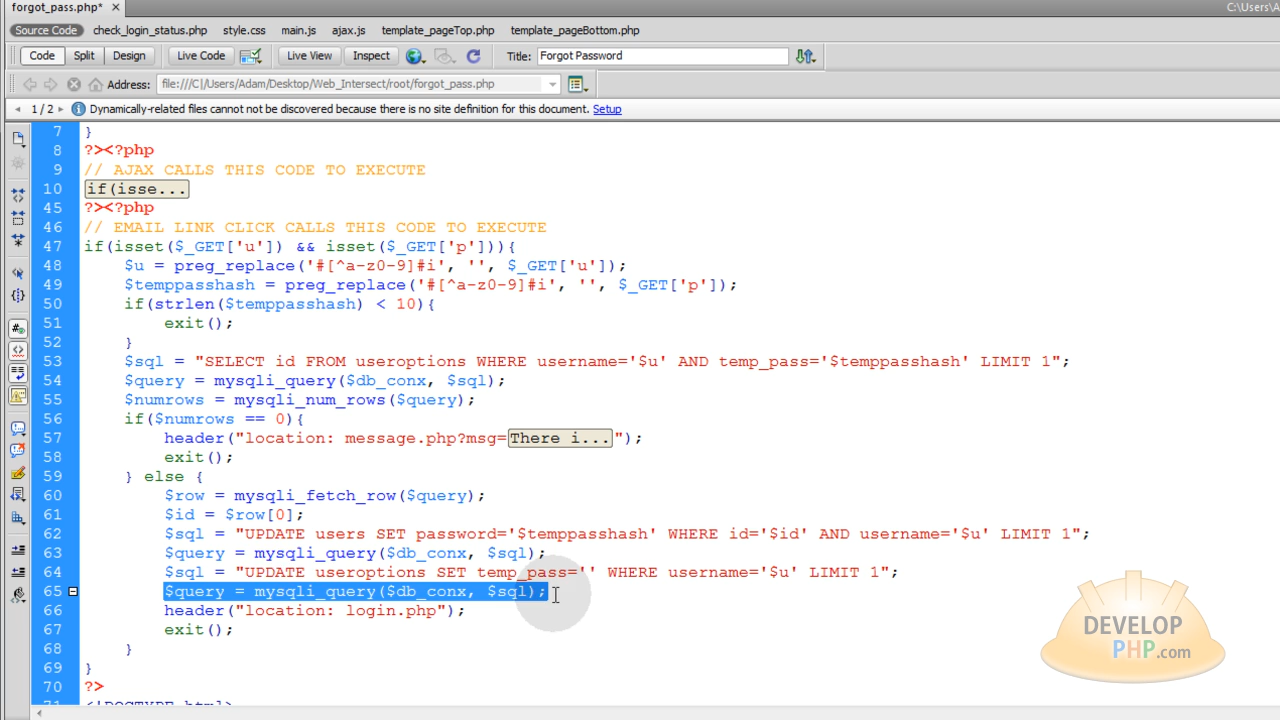 forgot_pass.php* ×
C:\Users\A
Source Code check_login_status.php style.css main.js ajax.js template_pageTop.php template_pageBottom.php
Code Split Design Live Code Live View Inspect Title: Forgot Password
Address: file:///C|/Users/Adam/Desktop/Web_Intersect/root/forgot_pass.php
1 / 2 Dynamically-related files cannot not be discovered because there is no site definition for this document. Setup
7 }
8 ?><?php
9 // AJAX CALLS THIS CODE TO EXECUTE
10 if(isse...
45 ?><?php
46 // EMAIL LINK CLICK CALLS THIS CODE TO EXECUTE
47 if(isset($_GET['u']) && isset($_GET['p'])){
48 $u = preg_replace('#[^a-z0-9]#i', '', $_GET['u']);
49 $temppasshash = preg_replace('#[^a-z0-9]#i', '', $_GET['p']);
50 if(strlen($temppasshash) < 10){
51 exit();
52 }
53 $sql = "SELECT id FROM useroptions WHERE username='$u' AND temp_pass='$temppasshash' LIMIT 1";
54 $query = mysqli_query($db_conx, $sql);
55 $numrows = mysqli_num_rows($query);
56 if($numrows == 0){
57 header("location: message.php?msg=There i...");
58 exit();
59 } else {
60 $row = mysqli_fetch_row($query);
61 $id = $row[0];
62 $sql = "UPDATE users SET password='$temppasshash' WHERE id='$id' AND username='$u' LIMIT 1";
63 $query = mysqli_query($db_conx, $sql);
64 $sql = "UPDATE useroptions SET temp_pass='' WHERE username='$u' LIMIT 1";
65 $query = mysqli_query($db_conx, $sql);
66 header("location: login.php");
67 exit();
68 }
69 }
70 ?>
71 <!DOCTYPE html>
DEVELOP
PHP.com